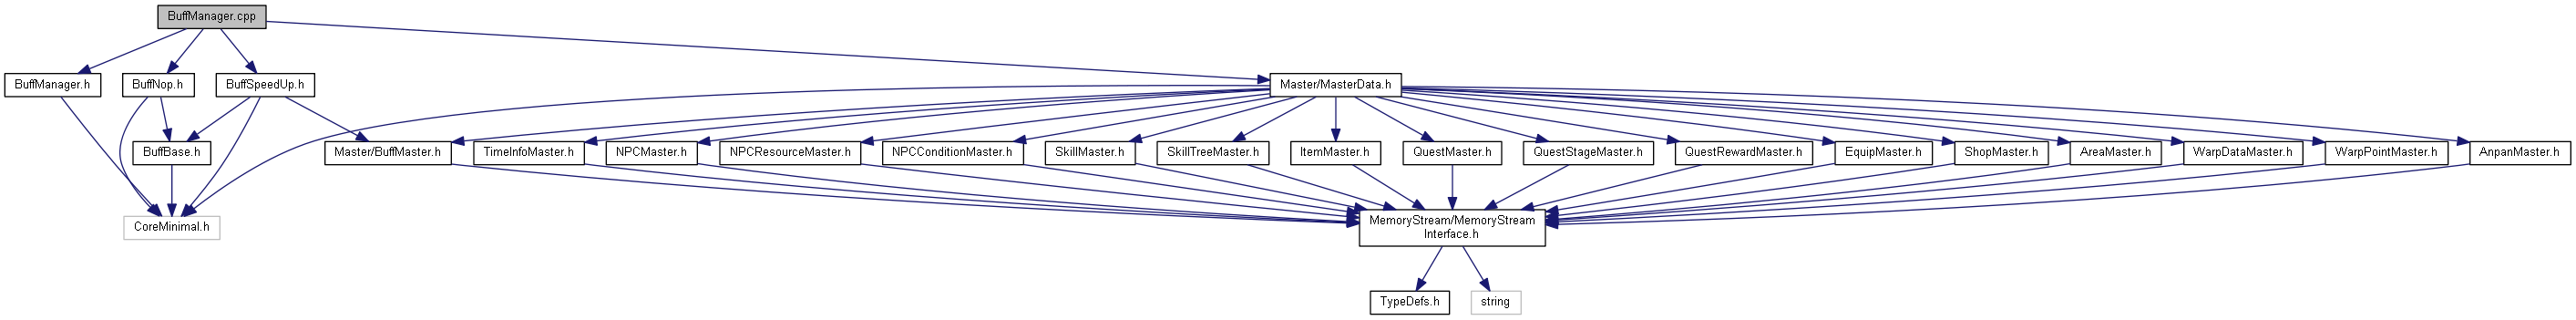 BuffManager.cpp
BuffManager.h
BuffNop.h
BuffSpeedUp.h
Master/MasterData.h
BuffBase.h
Master/BuffMaster.h
TimeInfoMaster.h
NPCMaster.h
NPCResourceMaster.h
NPCConditionMaster.h
SkillMaster.h
SkillTreeMaster.h
ItemMaster.h
QuestMaster.h
QuestStageMaster.h
QuestRewardMaster.h
EquipMaster.h
ShopMaster.h
AreaMaster.h
WarpDataMaster.h
WarpPointMaster.h
AnpanMaster.h
CoreMinimal.h
MemoryStream/MemoryStream
Interface.h
TypeDefs.h
string